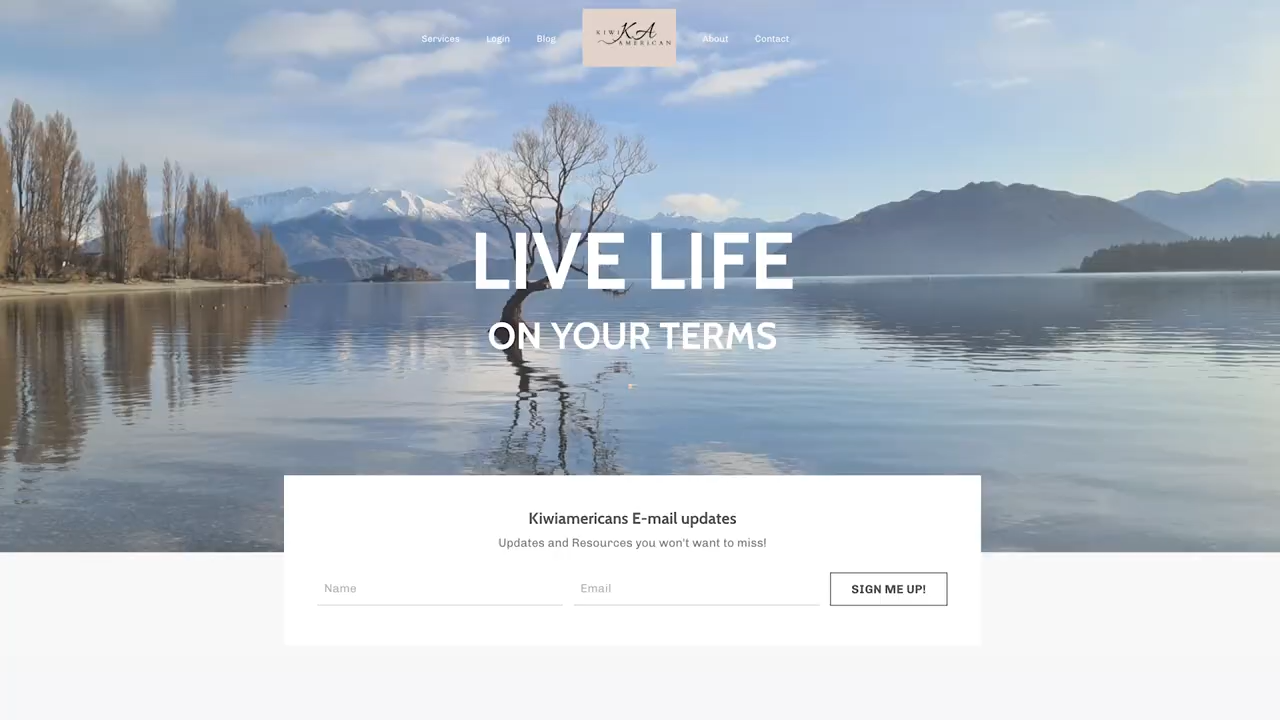 Services Login Blog
KIWI KA
AMERICAN
About Contact
LIVE LIFE
ON YOUR TERMS
Kiwiamericans E-mail updates
Updates and Resources you won't want to miss!
Name Email SIGN ME UP!